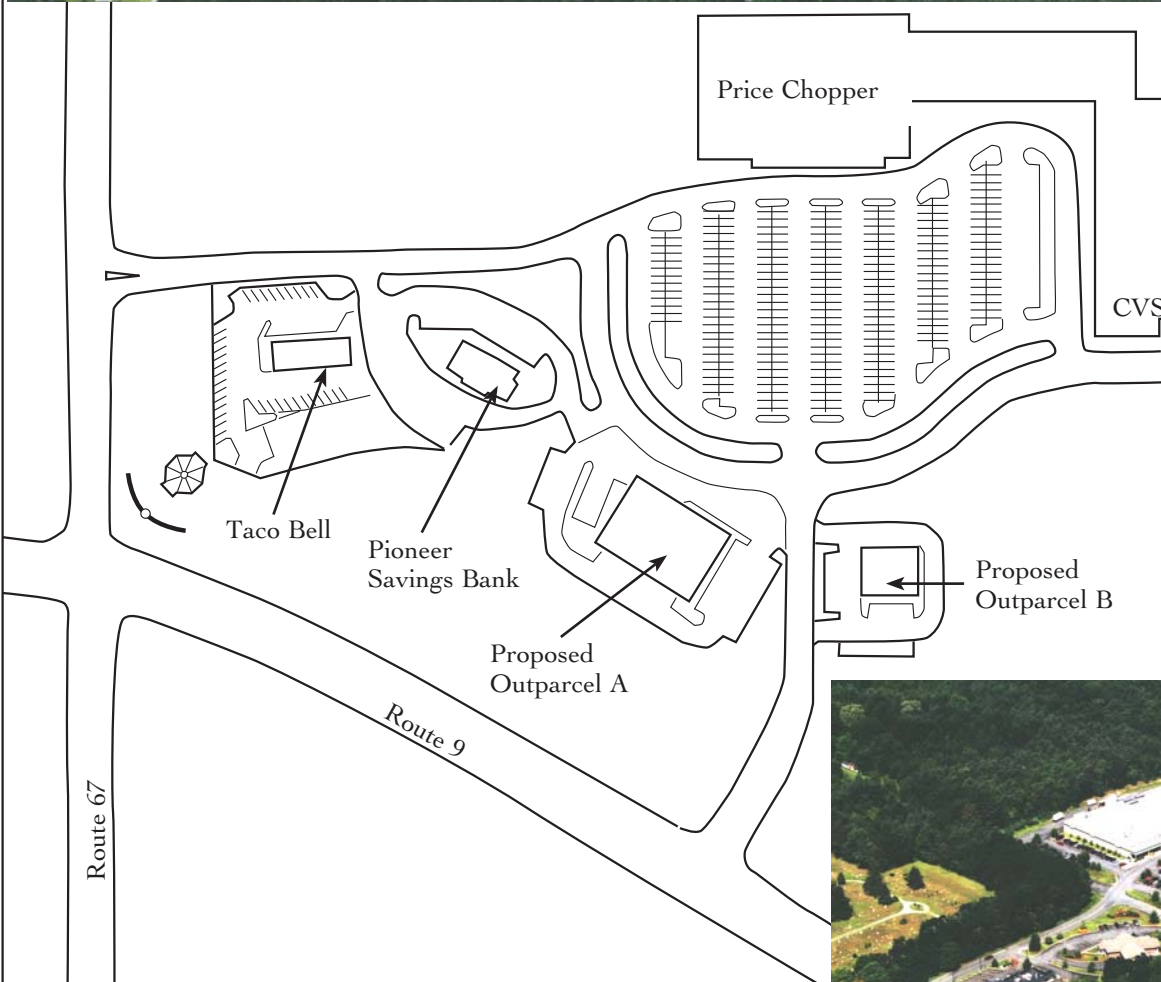 Price Chopper
CVS
Taco Bell
Pioneer
Savings Bank
Proposed
Outparcel B
Proposed
Outparcel A
Route 9
Route 67